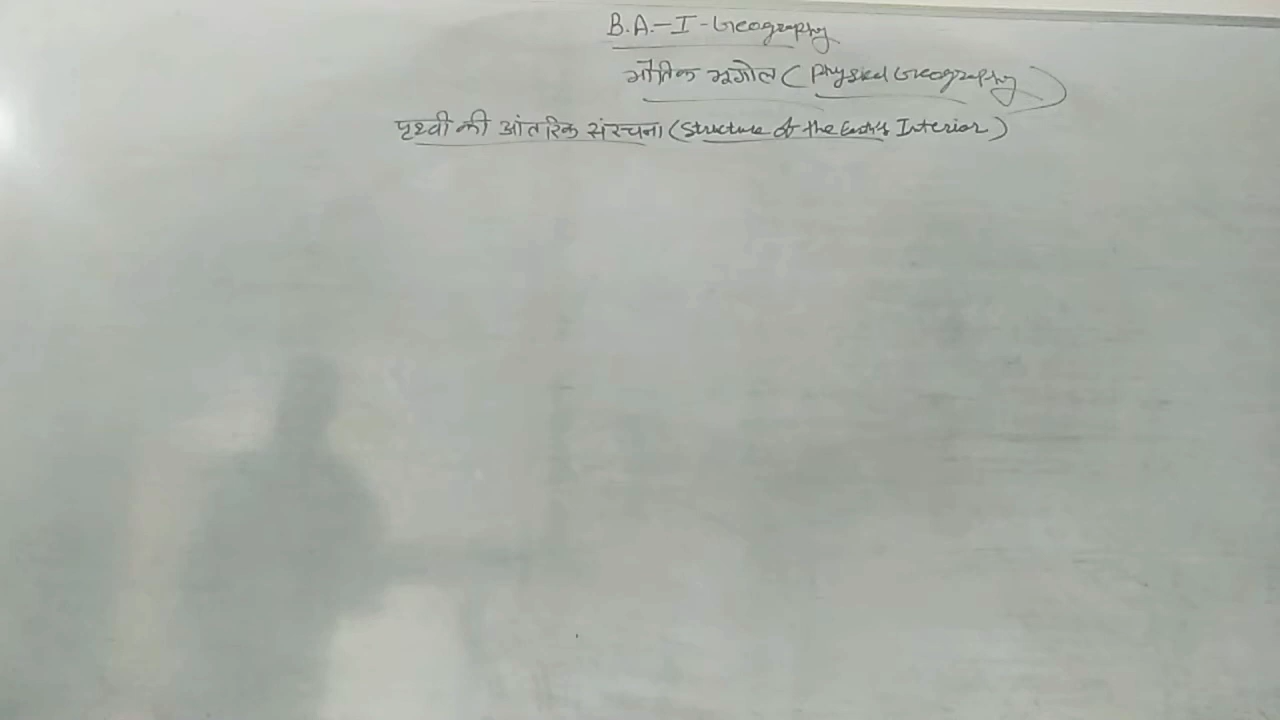 B.A.-I-Geography
भौतिक भूगोल (Physical Geography)
पृथ्वी की आंतरिक संरचना (Structure of the Earth's Interior)